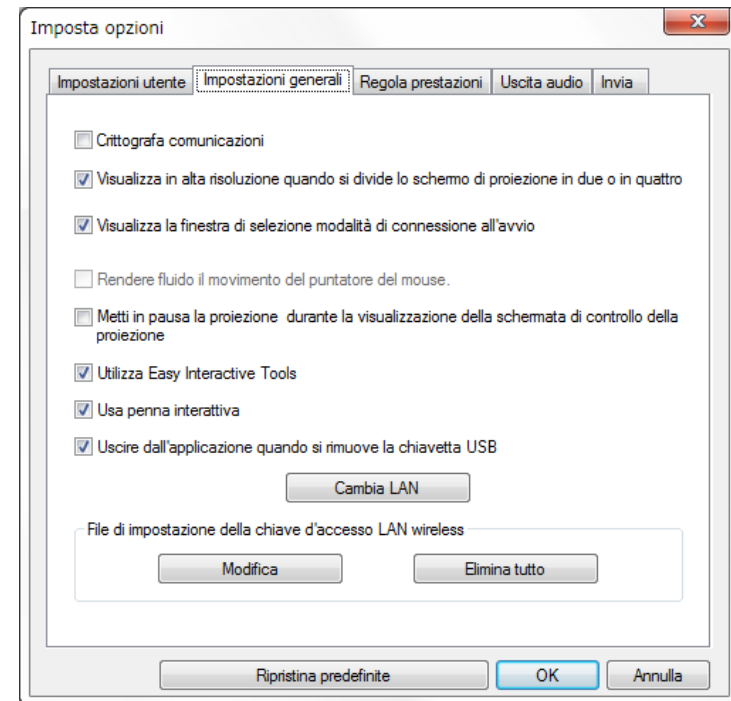 Imposta opzioni
Impostazioni utente
Impostazioni generali
Regola prestazioni
Uscita audio
Invia
Crittografa comunicazioni
Visualizza in alta risoluzione quando si divide lo schermo di proiezione in due o in quattro
Visualizza la finestra di selezione modalità di connessione all'avvio
Rendere fluido il movimento del puntatore del mouse.
Metti in pausa la proiezione durante la visualizzazione della schermata di controllo della
proiezione
Utilizza Easy Interactive Tools
Usa penna interattiva
Uscire dall'applicazione quando si rimuove la chiavetta USB
Cambia LAN
File di impostazione della chiave d'accesso LAN wireless
Modifica
Elimina tutto
Ripristina predefinite
OK
Annulla